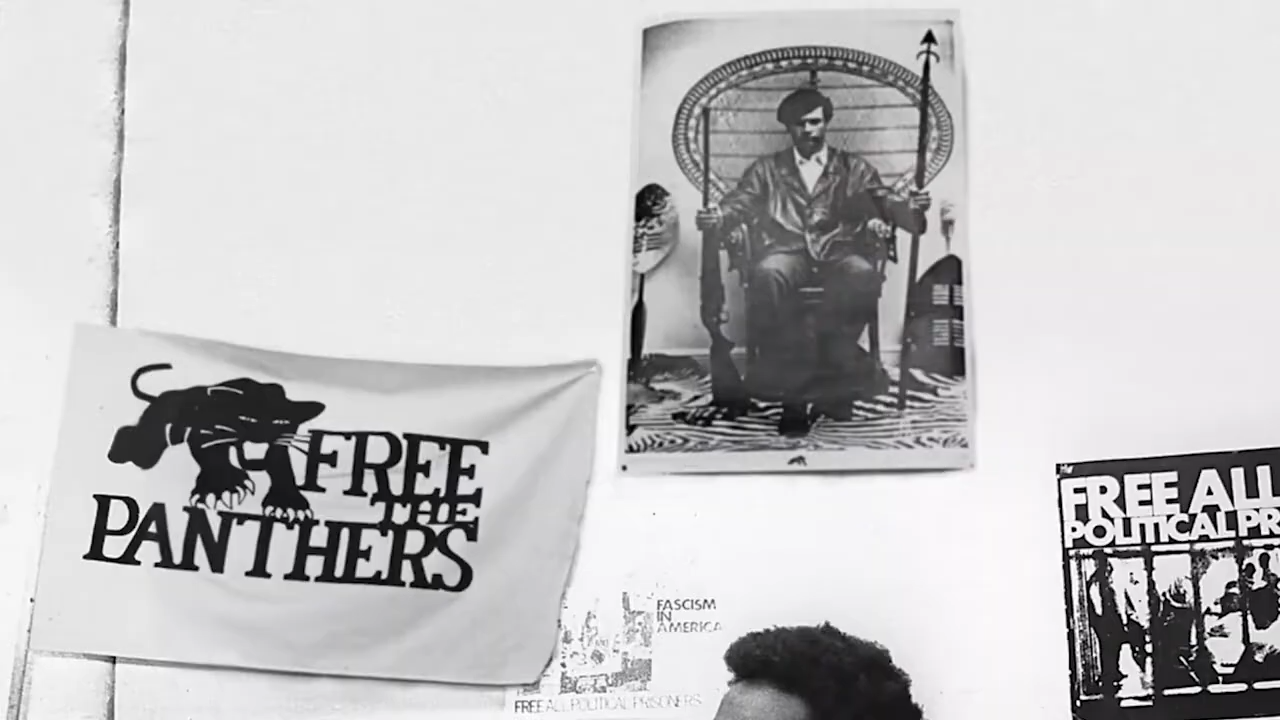 FREE
THE
PANTHERS
FASCISM
IN
AMERICA
FREE ALL POLITICAL PRISONERS
FREE ALL
POLITICAL PR